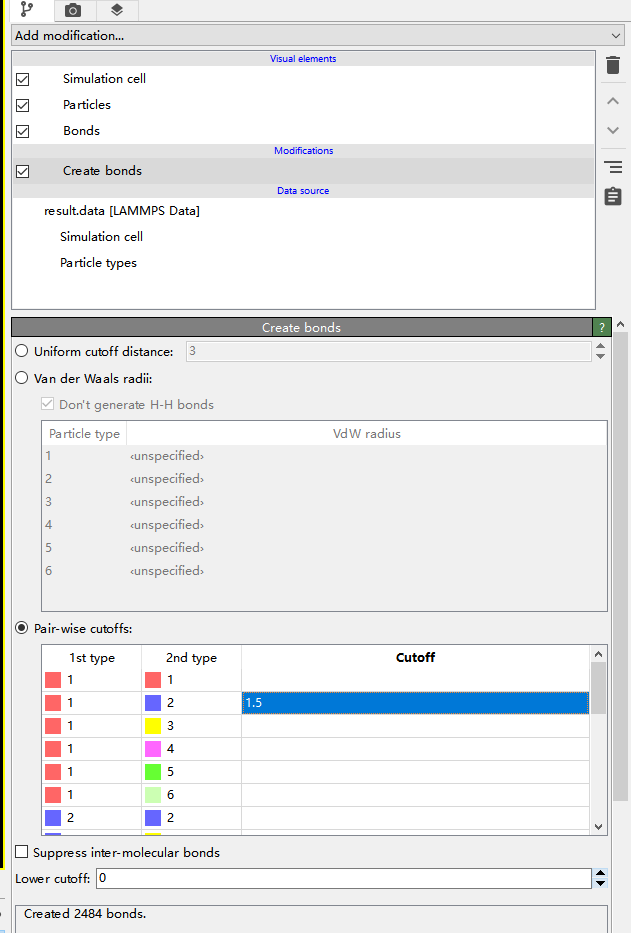 Add modification...
Visual elements
Simulation cell
Particles
Bonds
Modifications
Create bonds
Data source
result.data [LAMMPS Data]
Simulation cell
Particle types
Create bonds ?
Uniform cutoff distance: 3
Van der Waals radii:
Don't generate H-H bonds
Particle type VdW radius
1 ‹unspecified›
2 ‹unspecified›
3 ‹unspecified›
4 ‹unspecified›
5 ‹unspecified›
6 ‹unspecified›
Pair-wise cutoffs:
1st type 2nd type Cutoff
1 1
1 2 1.5
1 3
1 4
1 5
1 6
2 2
Suppress inter-molecular bonds
Lower cutoff: 0
Created 2484 bonds.